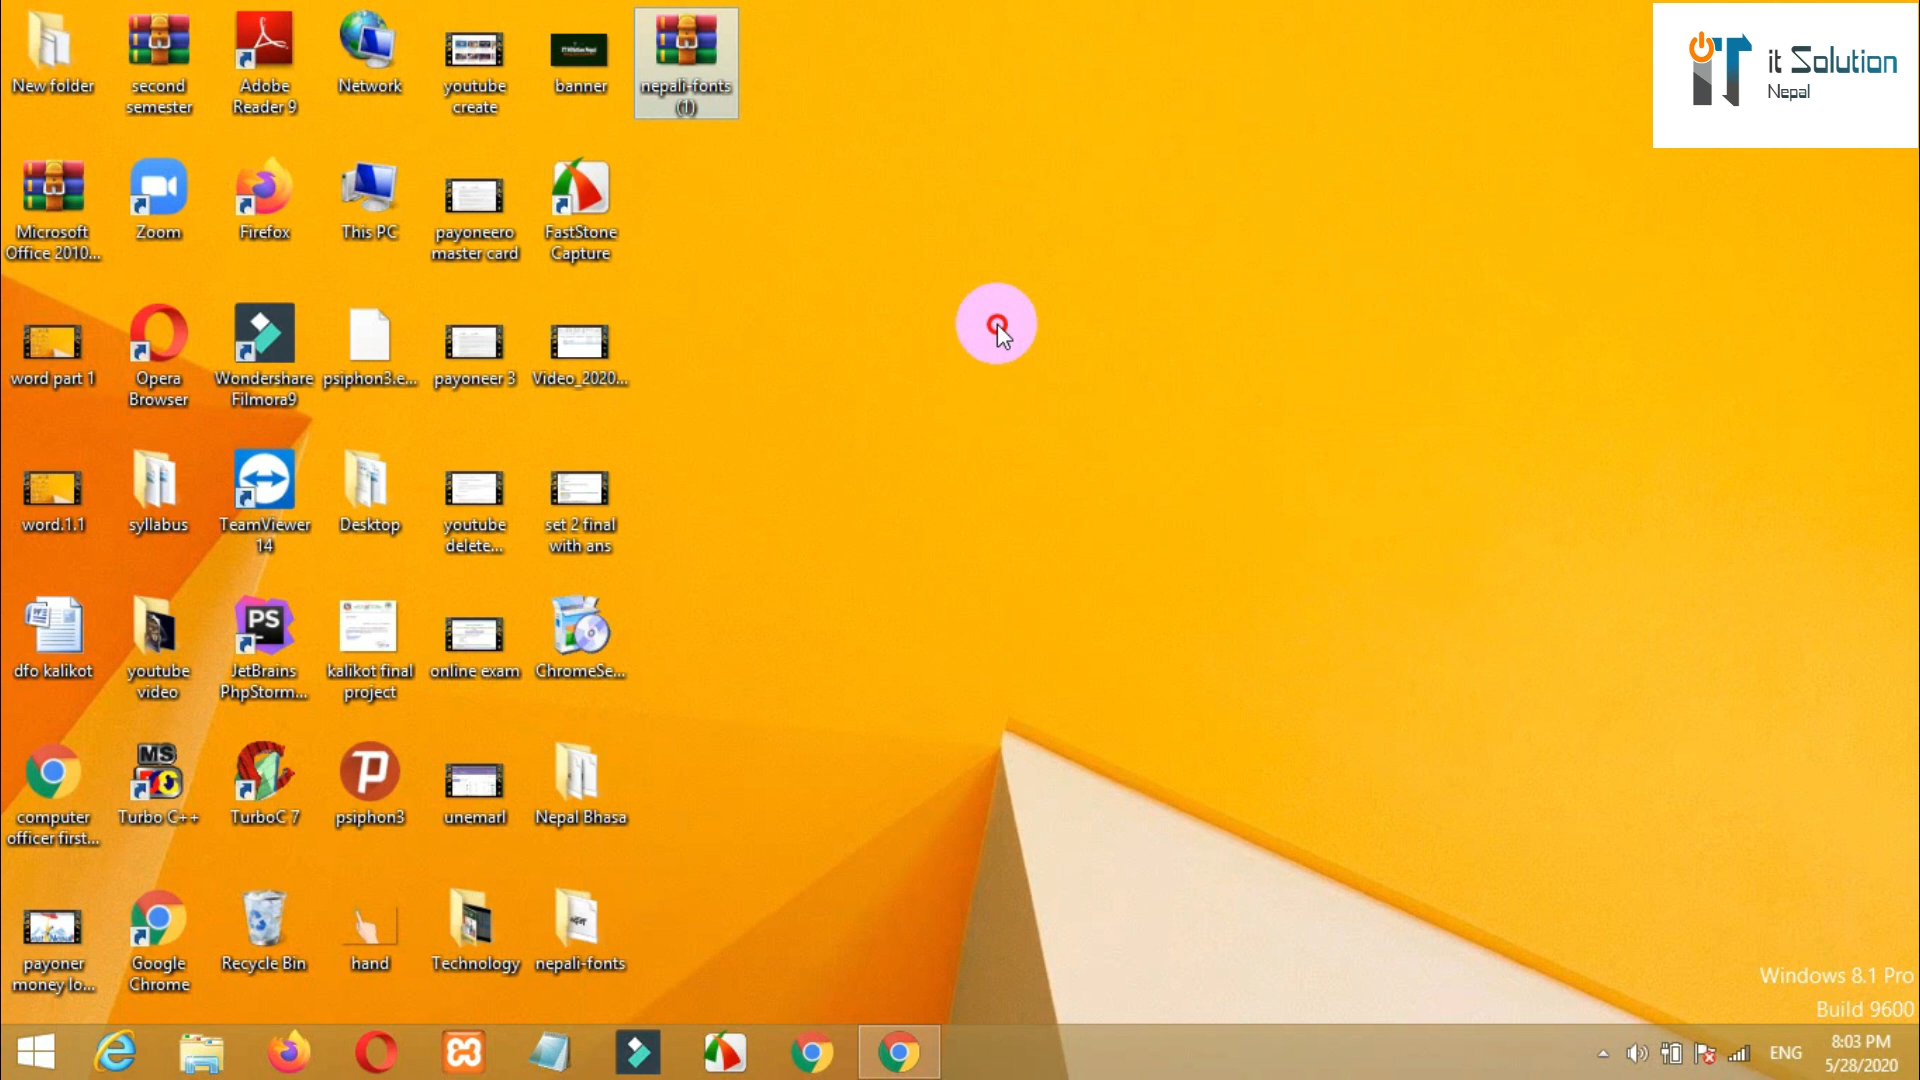 New folder
second
semester
Adobe
Reader 9
Network
youtube
create
banner
nepali-fonts
(1)
it Solution
Nepal
Microsoft
Office 2010...
Zoom
Firefox
This PC
payoneero
master card
FastStone
Capture
word part 1
Opera
Browser
Wondershare
Filmora9
psiphon3.e...
payoneer 3
Video_2020...
word.1.1
syllabus
TeamViewer
14
Desktop
youtube
delete...
set 2 final
with ans
dfo kalikot
youtube
video
PS
JetBrains
PhpStorm...
kalikot final
project
online exam
ChromeSe...
computer
officer first...
MS
Turbo C++
TurboC 7
psiphon3
unemarl
Nepal Bhasa
payoner
money lo...
Google
Chrome
Recycle Bin
hand
Technology
nepali-fonts
Windows 8.1 Pro
Build 9600
ENG
8:03 PM
5/28/2020